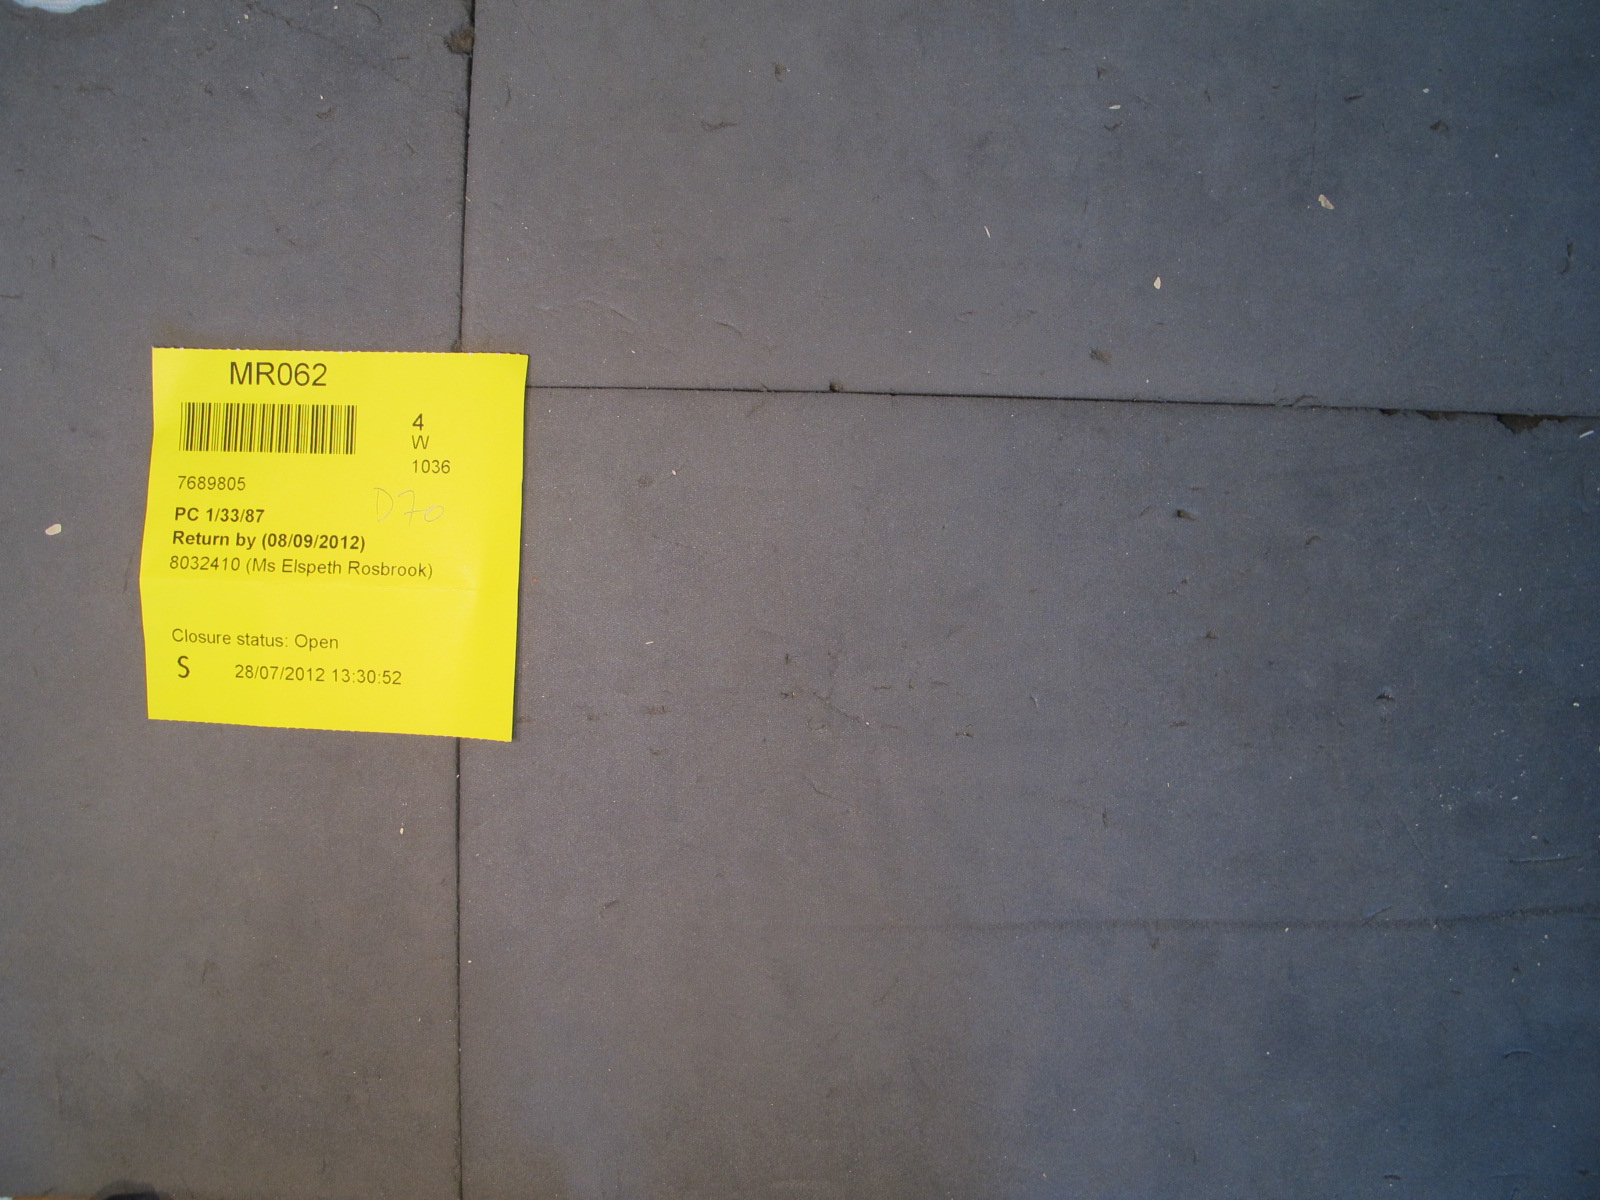 MR062
4
W
1036
7689805
D70
PC 1/33/87
Return by (08/09/2012)
8032410 (Ms Elspeth Rosbrook)
Closure status: Open
S 28/07/2012 13:30:52